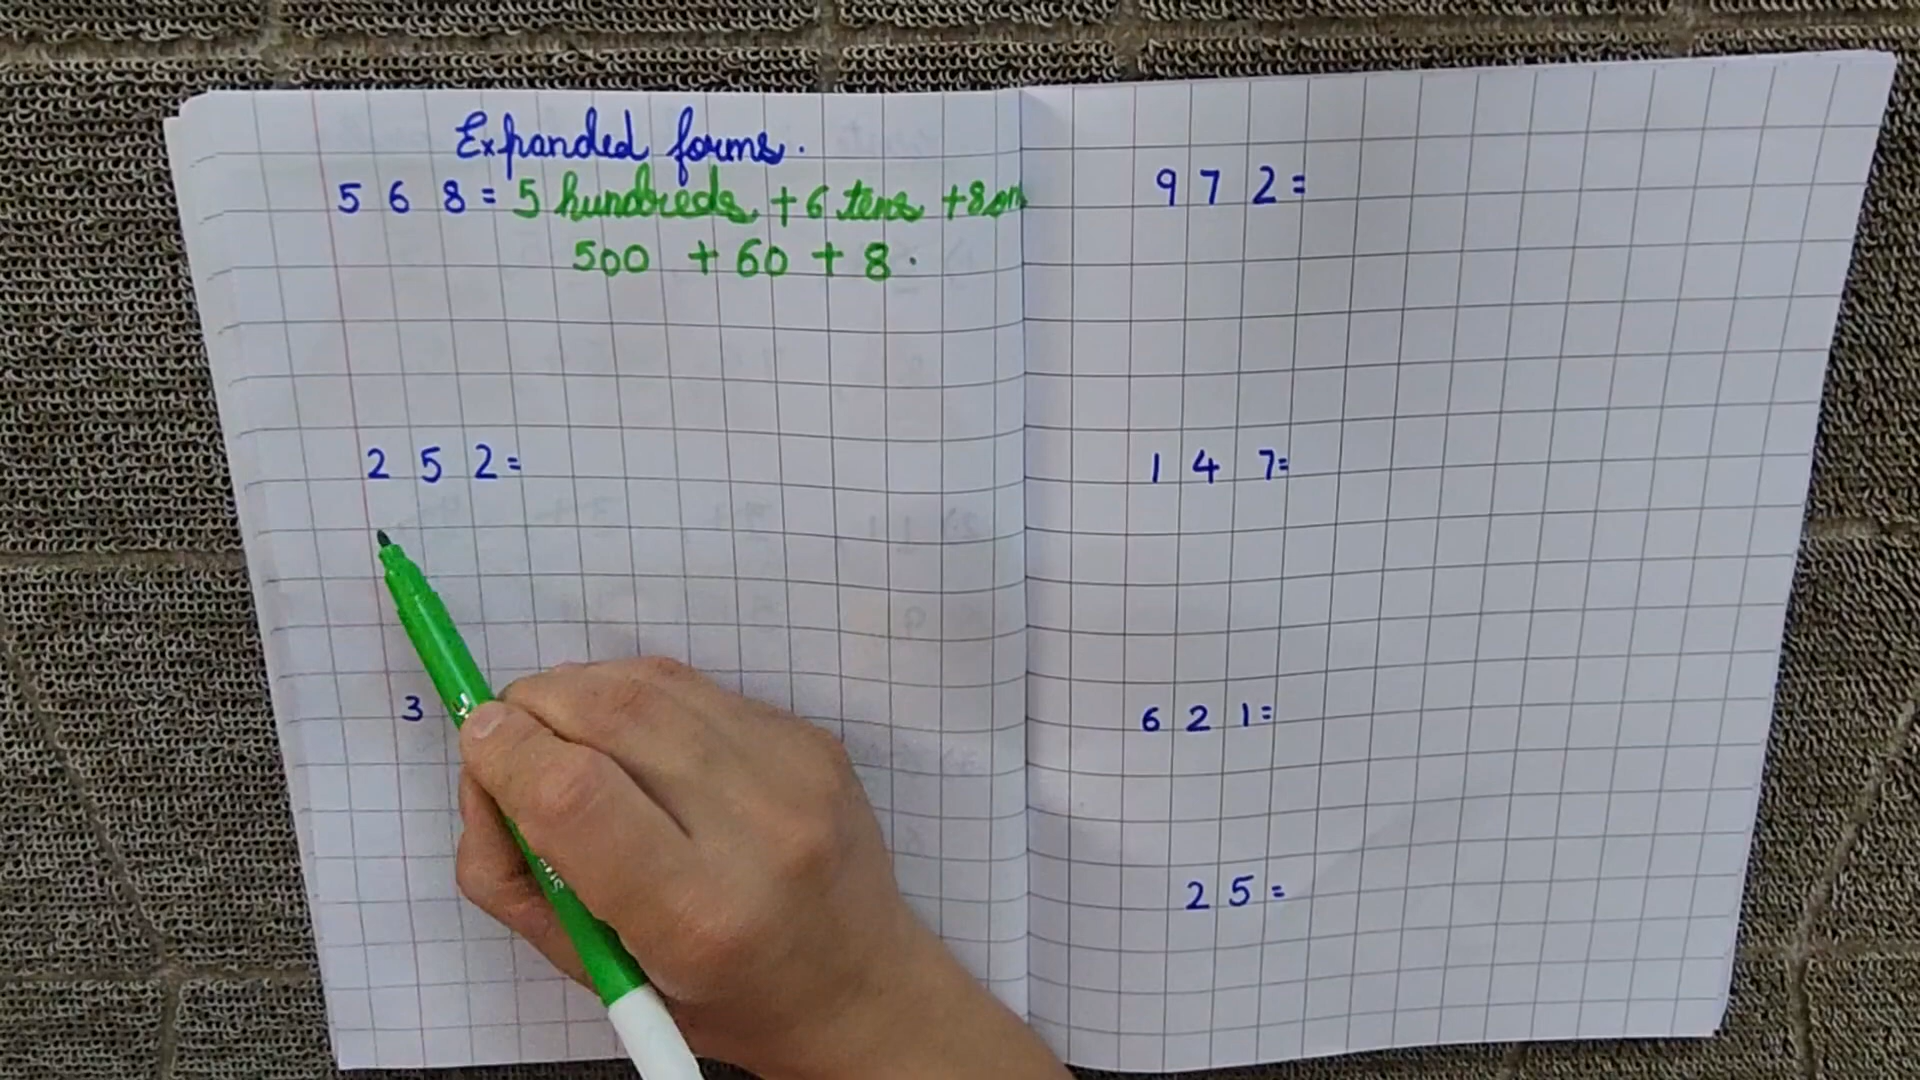 Expanded forms.
5 6 8 = 5 hundreds + 6 tens + 8
500 + 60 + 8.
2 5 2 =
3
9 7 2 =
1 4 7 =
6 2 1 =
2 5 =